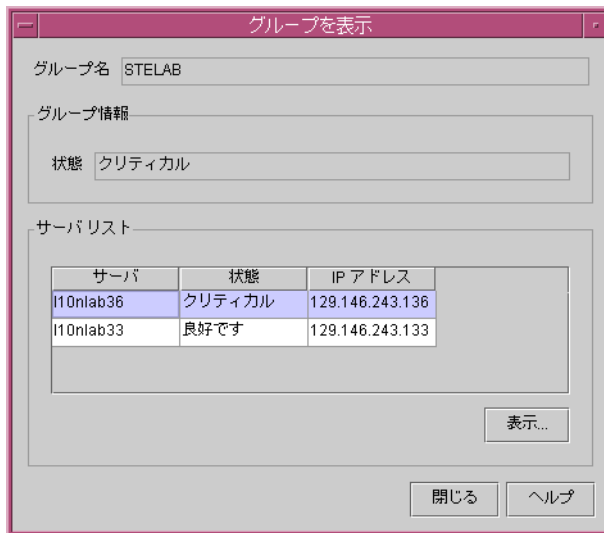 グループを表示
グループ名 STELAB
グループ情報
状態 クリティカル
サーバ リスト
サーバ 状態 IP アドレス
l10nlab36 クリティカル 129.146.243.136
l10nlab33 良好です 129.146.243.133
表示...
閉じる ヘルプ